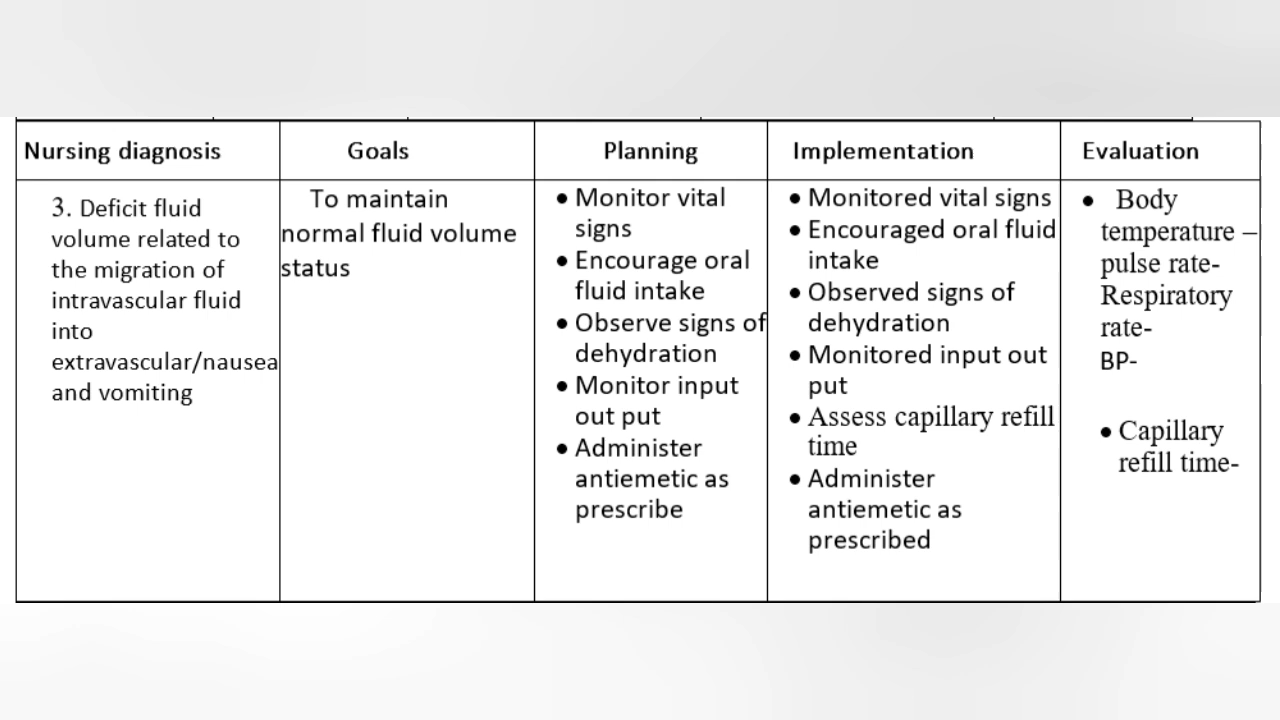 Nursing diagnosis
Goals
Planning
Implementation
Evaluation
3. Deficit fluid
volume related to
the migration of
intravascular fluid
into
extravascular/nausea
and vomiting
To maintain
normal fluid volume
status
• Monitor vital
signs
• Encourage oral
fluid intake
• Observe signs of
dehydration
• Monitor input
out put
• Administer
antiemetic as
prescribe
• Monitored vital signs
• Encouraged oral fluid
intake
• Observed signs of
dehydration
• Monitored input out
put
• Assess capillary refill
time
• Administer
antiemetic as
prescribed
• Body
temperature –
pulse rate-
Respiratory
rate-
BP-
• Capillary
refill time-